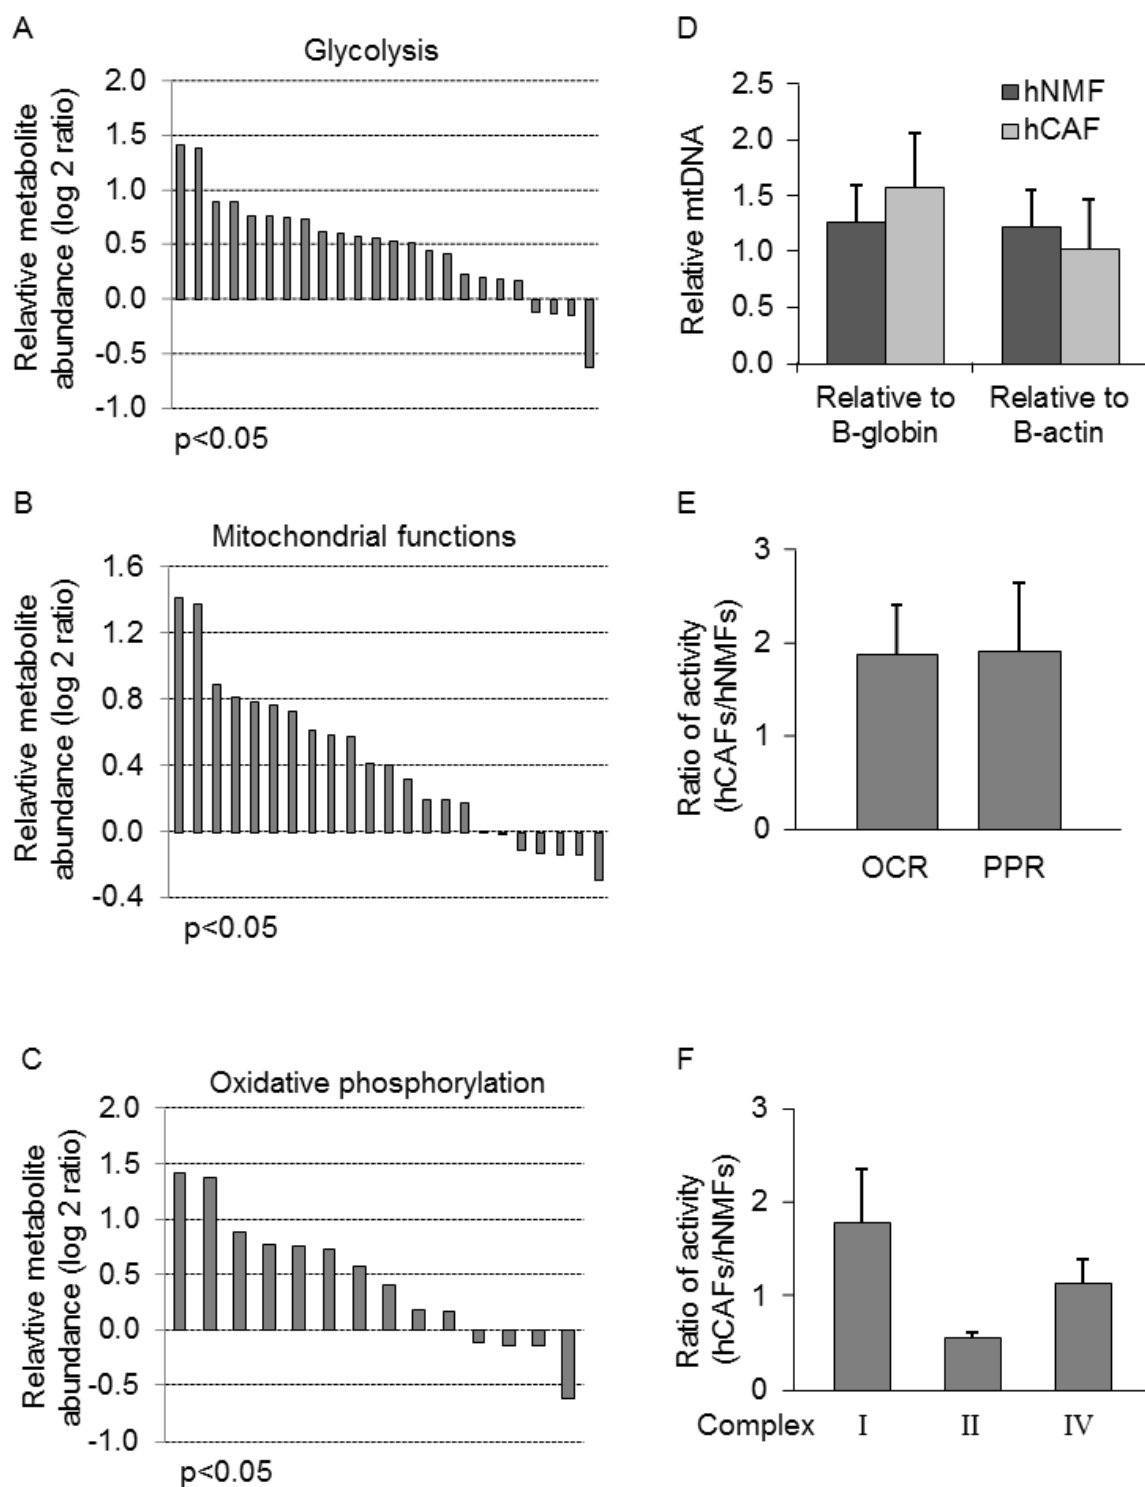 A
Glycolysis
Relavtive metabolite
abundance (log 2 ratio)
2.0
1.5
1.0
0.5
0.0
-0.5
-1.0
p<0.05
B
Mitochondrial functions
Relavtive metabolite
abundance (log 2 ratio)
1.6
1.2
0.8
0.4
0.0
-0.4
p<0.05
C
Oxidative phosphorylation
Relavtive metabolite
abundance (log 2 ratio)
2.0
1.5
1.0
0.5
0.0
-0.5
-1.0
p<0.05
D
Relative mtDNA
2.5
2.0
1.5
1.0
0.5
0.0
hNMF
hCAF
Relative to
B-globin
Relative to
B-actin
E
Ratio of activity
(hCAFs/hNMFs)
3
2
1
0
OCR PPR
F
Ratio of activity
(hCAFs/hNMFs)
3
2
1
0
Complex I II IV